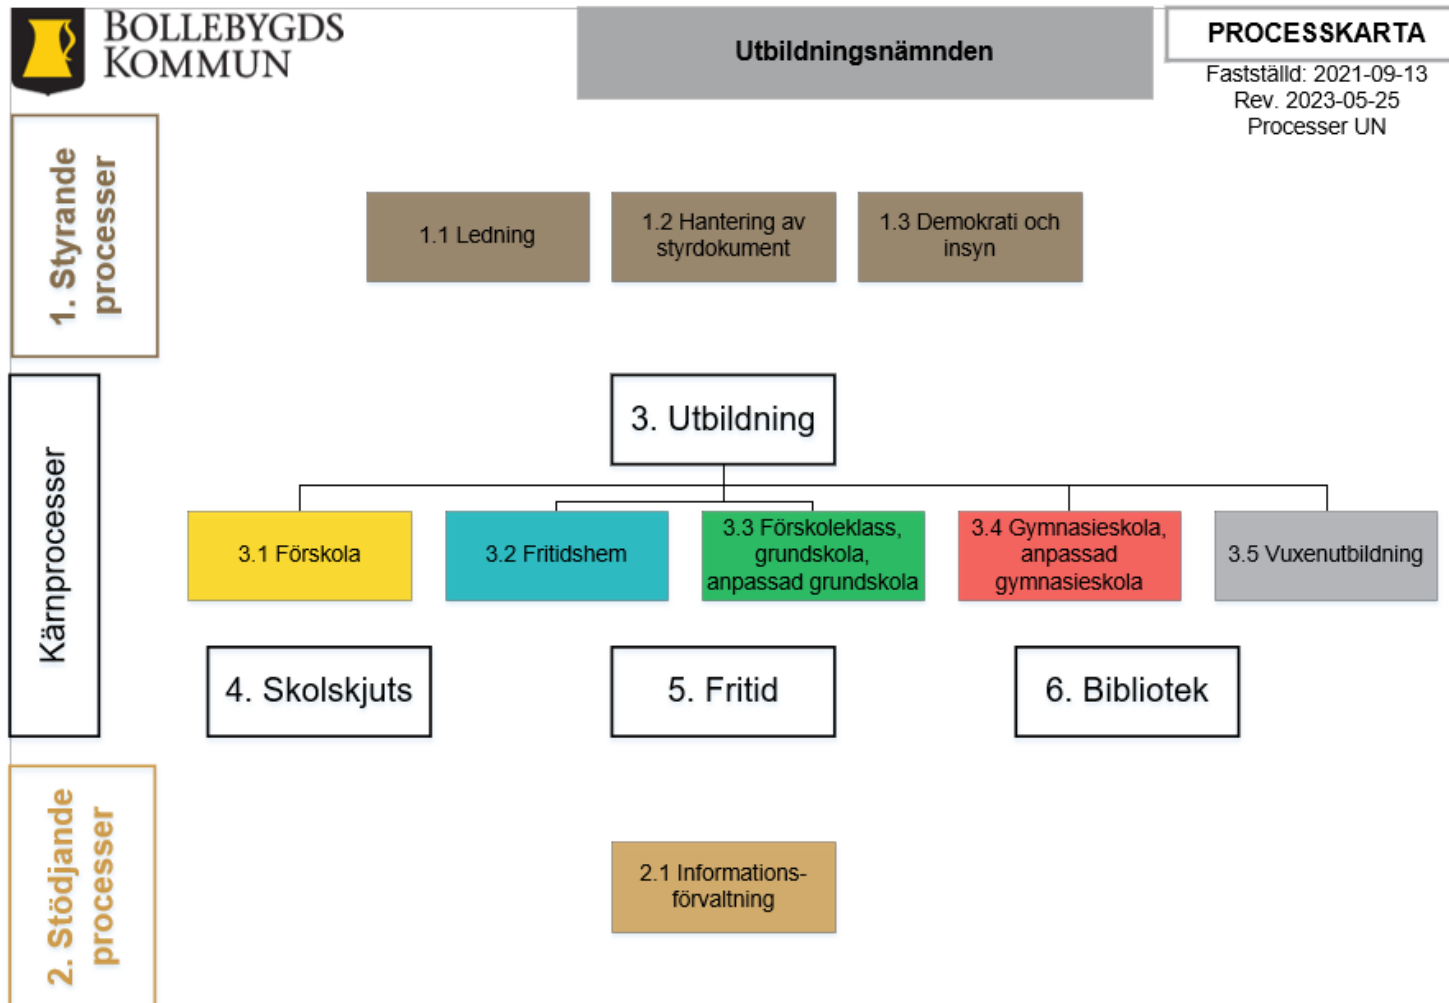 BOLLEBYGDS
KOMMUN
Utbildningsnämnden
PROCESSKARTA
Fastställd: 2021-09-13
Rev. 2023-05-25
Processer UN
1. Styrande
processer
1.1 Ledning
1.2 Hantering av
styrdokument
1.3 Demokrati och
insyn
Kärnprocesser
3. Utbildning
3.1 Förskola
3.2 Fritidshem
3.3 Förskoleklass,
grundskola,
anpassad grundskola
3.4 Gymnasieskola,
anpassad
gymnasieskola
3.5 Vuxenutbildning
4. Skolskjuts
5. Fritid
6. Bibliotek
2. Stödjande
processer
2.1 Informations-
förvaltning